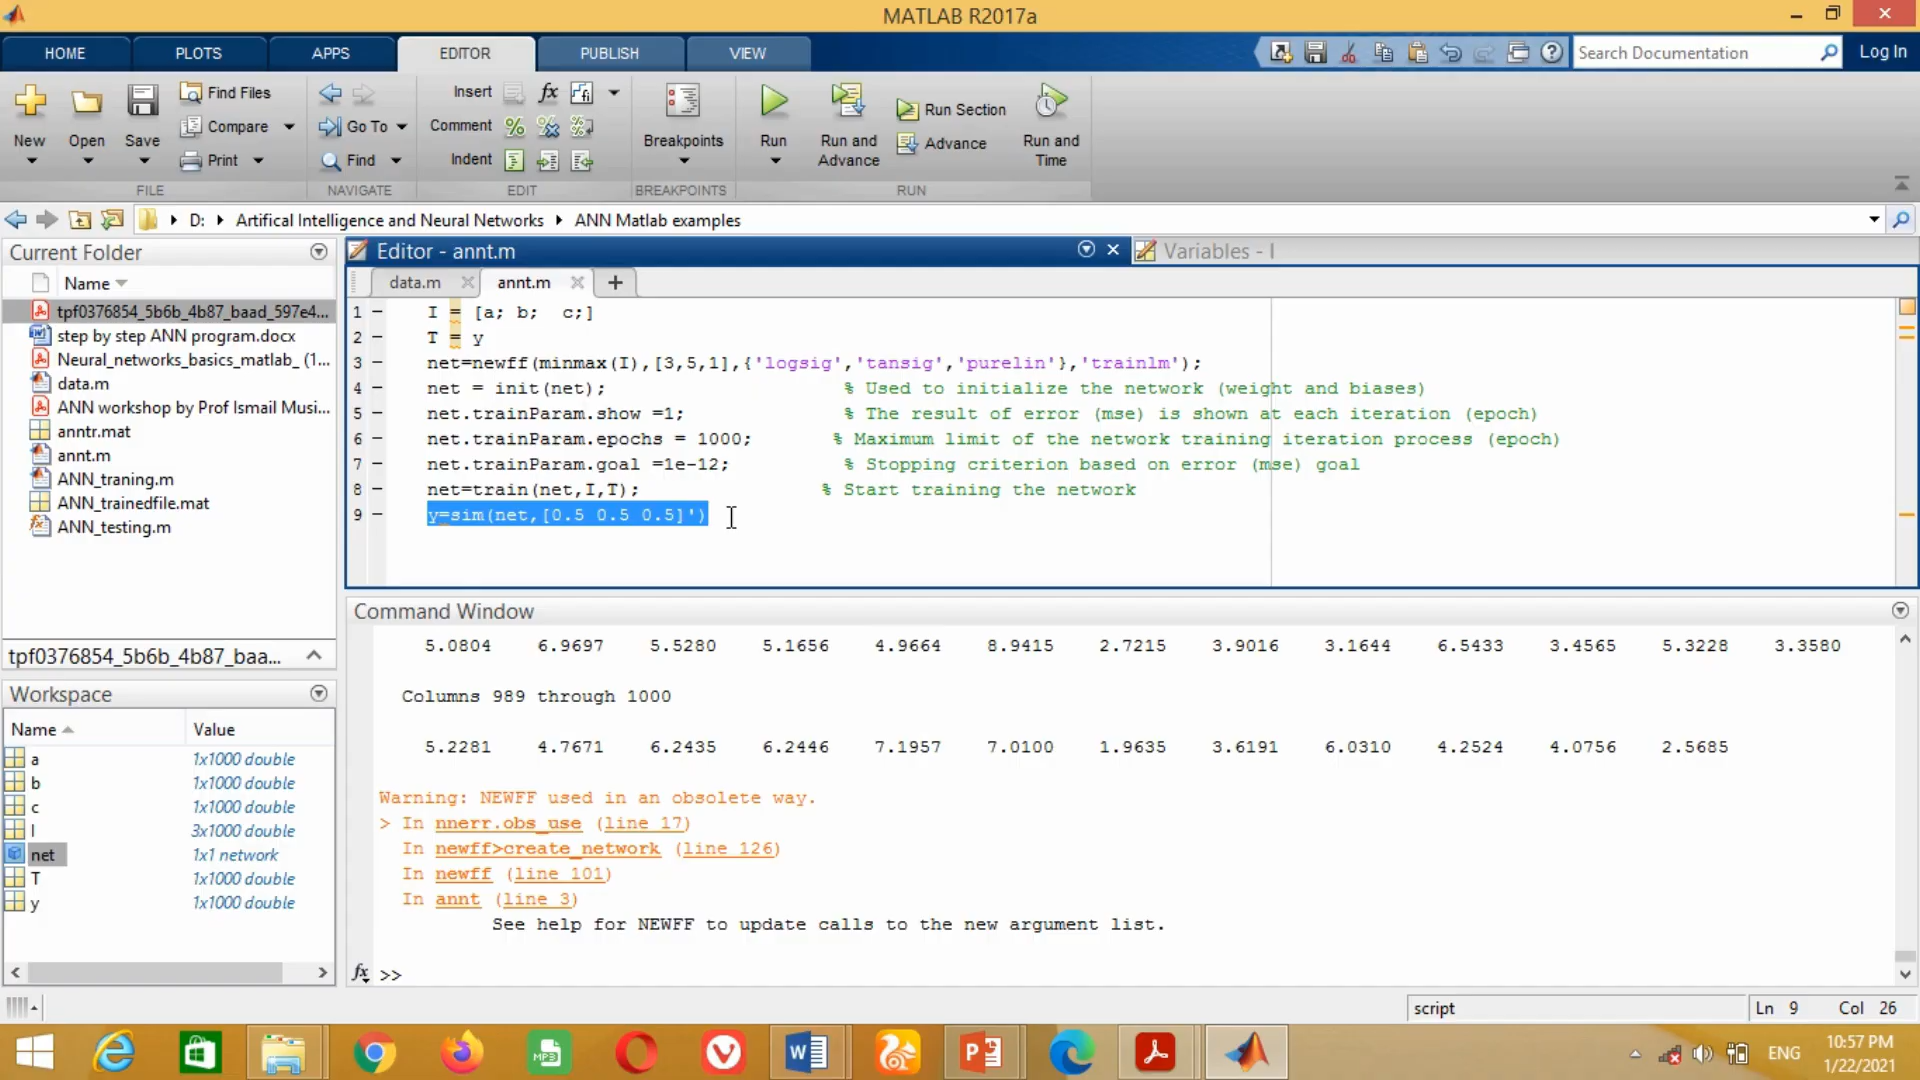 MATLAB R2017a
HOME PLOTS APPS EDITOR PUBLISH VIEW
Search Documentation
Log In
New
Open
Save
Find Files
Compare
Print
FILE
Go To
Find
NAVIGATE
Insert
Comment
Indent
EDIT
Breakpoints
BREAKPOINTS
Run
Run and Advance
Run Section
Advance
Run and Time
RUN
D: Artifical Intelligence and Neural Networks ANN Matlab examples
Current Folder
Name
tpf0376854_5b6b_4b87_baad_597e4...
step by step ANN program.docx
Neural_networks_basics_matlab_ (1...
data.m
ANN workshop by Prof Ismail Musi...
anntr.mat
annt.m
ANN_traning.m
ANN_trainedfile.mat
ANN_testing.m
tpf0376854_5b6b_4b87_baa...
Workspace
Name Value
a 1x1000 double
b 1x1000 double
c 1x1000 double
I 3x1000 double
net 1x1 network
T 1x1000 double
y 1x1000 double
Editor - annt.m
Variables - I
data.m annt.m
1 I = [a; b; c;]
2 T = y
3 net=newff(minmax(I),[3,5,1],{'logsig','tansig','purelin'},'trainlm');
4 net = init(net); % Used to initialize the network (weight and biases)
5 net.trainParam.show =1; % The result of error (mse) is shown at each iteration (epoch)
6 net.trainParam.epochs = 1000; % Maximum limit of the network training iteration process (epoch)
7 net.trainParam.goal =1e-12; % Stopping criterion based on error (mse) goal
8 net=train(net,I,T); % Start training the network
9 y=sim(net,[0.5 0.5 0.5]')
Command Window
5.0804 6.9697 5.5280 5.1656 4.9664 8.9415 2.7215 3.9016 3.1644 6.5433 3.4565 5.3228 3.3580
Columns 989 through 1000
5.2281 4.7671 6.2435 6.2446 7.1957 7.0100 1.9635 3.6191 6.0310 4.2524 4.0756 2.5685
Warning: NEWFF used in an obsolete way.
> In nnerr.obs_use (line 17)
In newff>create_network (line 126)
In newff (line 101)
In annt (line 3)
See help for NEWFF to update calls to the new argument list.
fx >>
script
Ln 9 Col 26
MP3
ENG
10:57 PM
1/22/2021